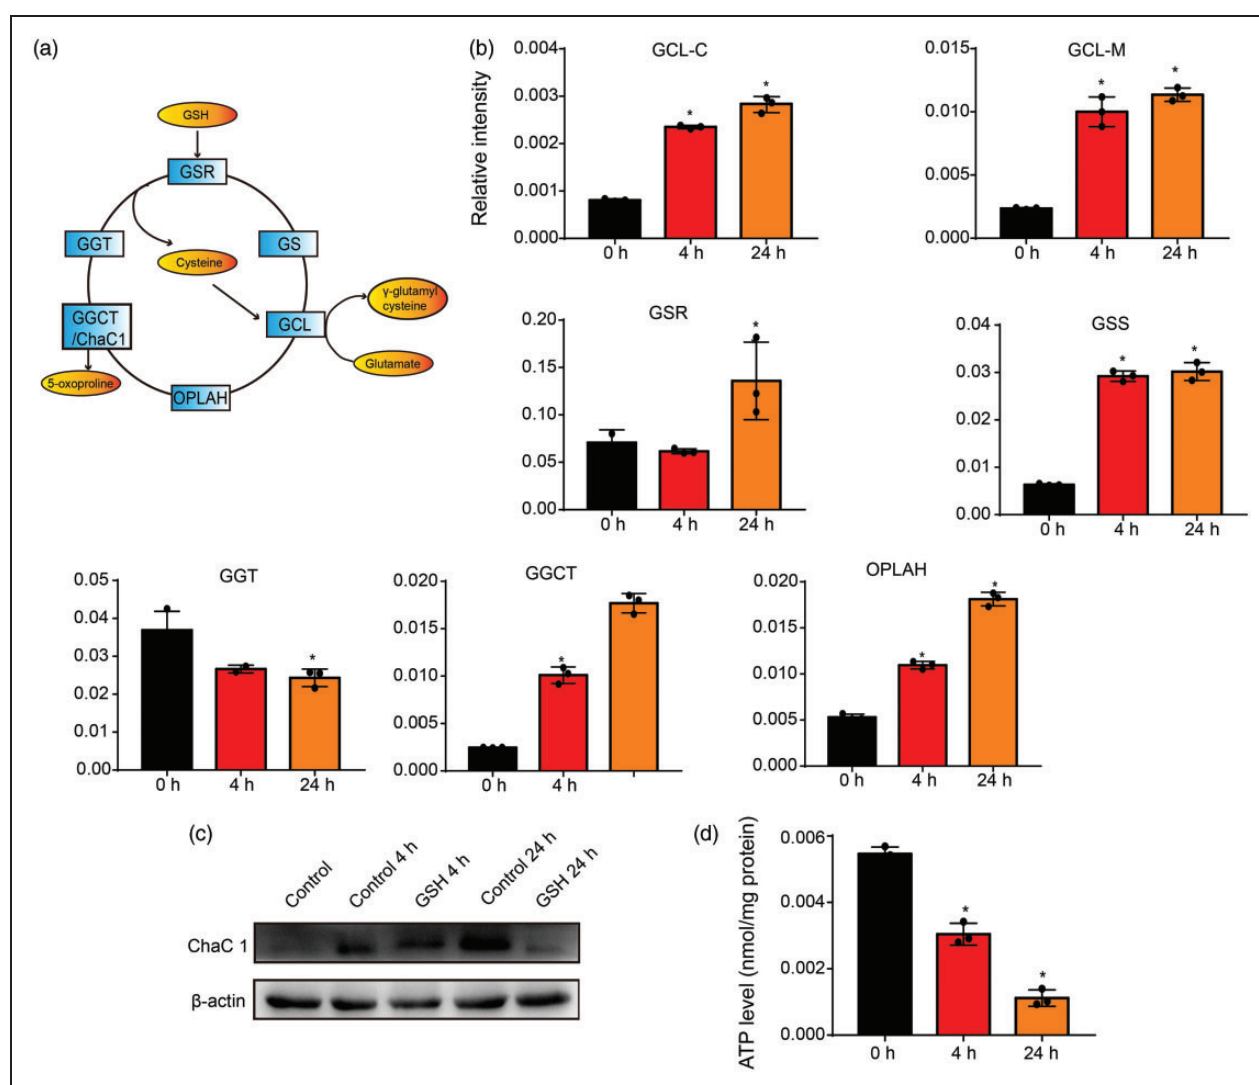 (a)
GSH
GSR
GGT
GS
Cysteine
γ-glutamyl
cysteine
GGCT
/ChaC1
GCL
Glutamate
5-oxoproline
OPLAH
(b)
GCL-C
Relative intensity
0.004
0.003
0.002
0.001
0.000
* *
0 h 4 h 24 h
GCL-M
0.015
0.010
0.005
0.000
* *
0 h 4 h 24 h
GSR
0.20
0.15
0.10
0.05
0.00
*
0 h 4 h 24 h
GSS
0.04
0.03
0.02
0.01
0.00
* *
0 h 4 h 24 h
GGT
0.05
0.04
0.03
0.02
0.01
0.00
*
0 h 4 h 24 h
GGCT
0.020
0.015
0.010
0.005
0.000
*
0 h 4 h
OPLAH
0.020
0.015
0.010
0.005
0.000
* *
0 h 4 h 24 h
(c)
Control Control 4 h GSH 4 h Control 24 h GSH 24 h
ChaC 1
β-actin
(d)
ATP level (nmol/mg protein)
0.006
0.004
0.002
0.000
* *
0 h 4 h 24 h